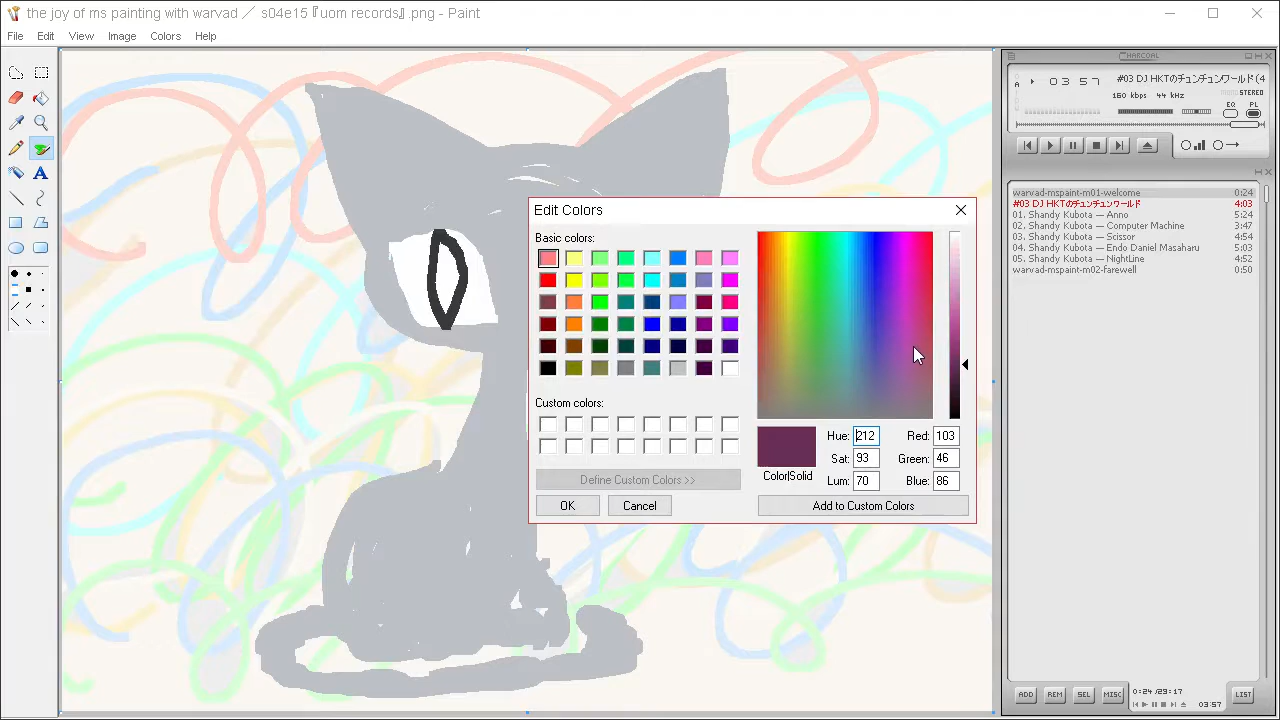 the joy of ms painting with warvad ╱ s04e15『uom records』.png - Paint
File Edit View Image Colors Help
CHARCOAL
03 57
#03 DJ HKTのチュンチュンワールド(4
160 kbps 44 kHz
STEREO
EQ PL
warvad-mspaint-m01-welcome 0:24
#03 DJ HKTのチュンチュンワールド 4:03
01. Shandy Kubota — Anno 5:24
02. Shandy Kubota — Computer Machine 3:44
03. Shandy Kubota — Scissor 4:54
04. Shandy Kubota — Endo Daniel Masaharu 5:03
05. Shandy Kubota — NightLine 4:52
warvad-mspaint-m02-farewell 0:50
Edit Colors
Basic colors:
Custom colors:
Define Custom Colors >>
OK Cancel
Color|Solid
Hue: 212 Red: 103
Sat: 93 Green: 46
Lum: 70 Blue: 86
Add to Custom Colors
ADD REM SEL MISC
0:24/29:17
03:57
LIST